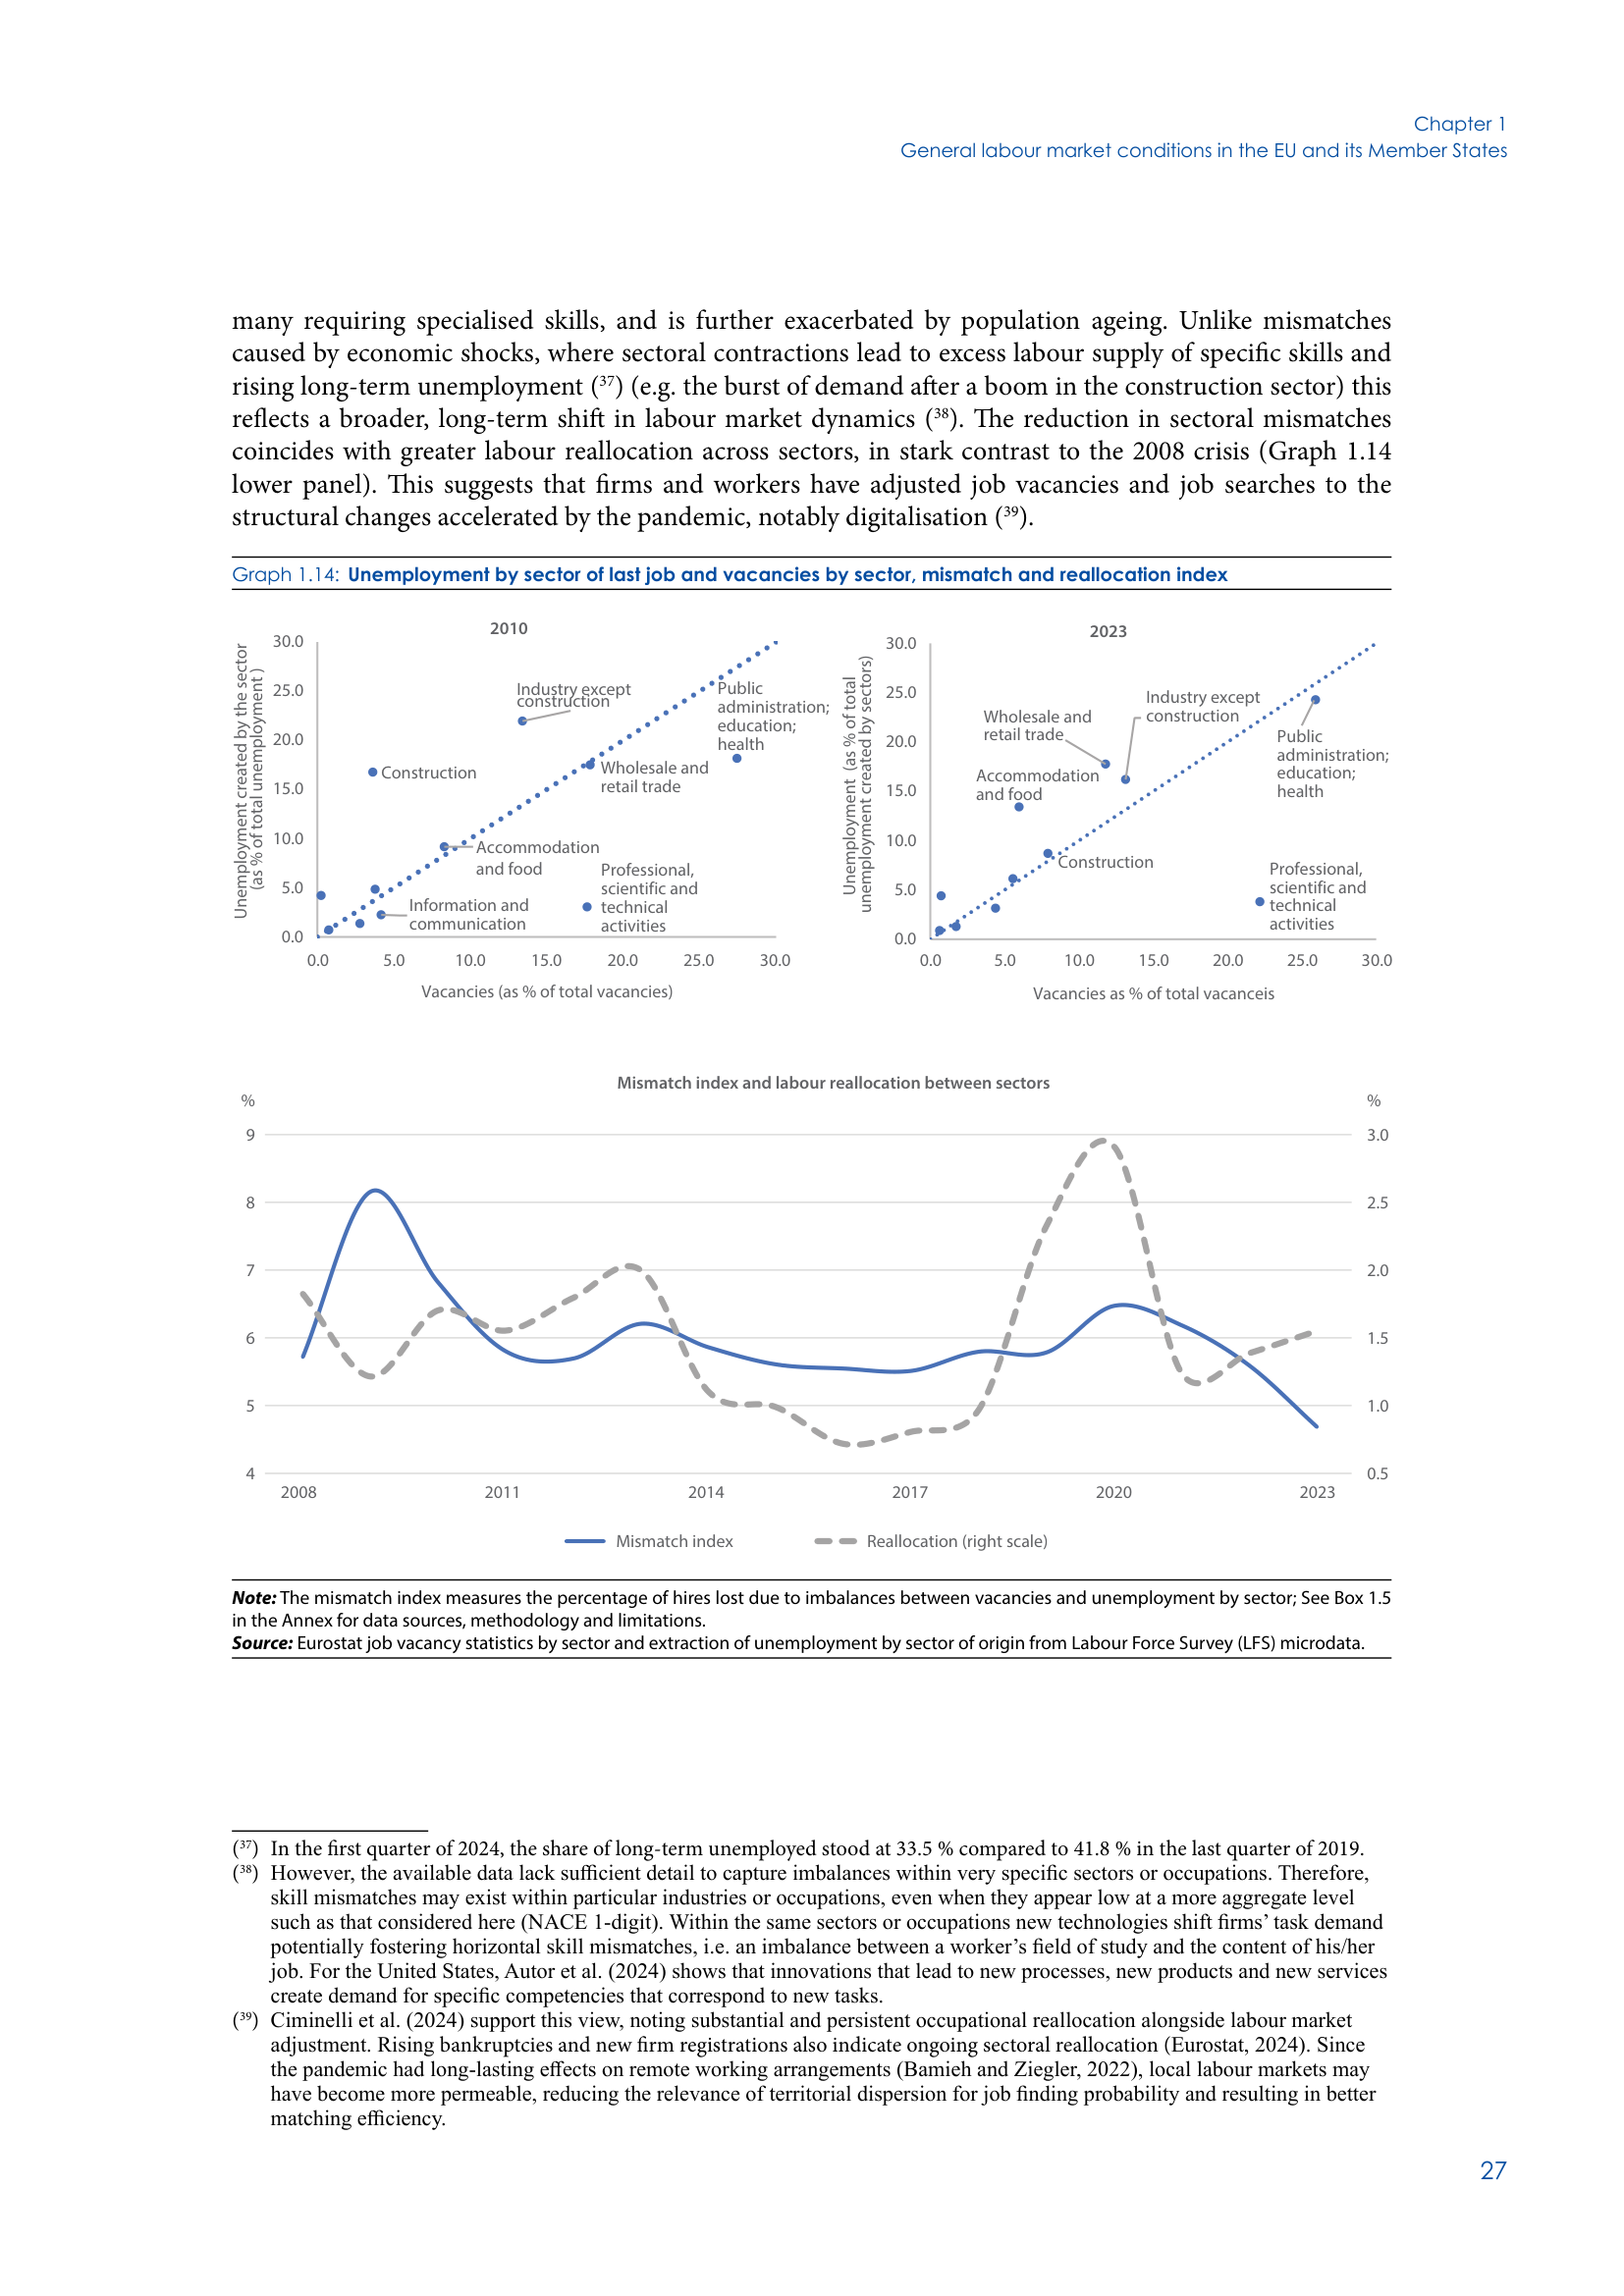 Chapter 1
General labour market conditions in the EU and its Member States
many requiring specialised skills, and is further exacerbated by population ageing. Unlike mismatches
caused by economic shocks, where sectoral contractions lead to excess labour supply of specific skills and
rising long-term unemployment (³⁷) (e.g. the burst of demand after a boom in the construction sector) this
reflects a broader, long-term shift in labour market dynamics (³⁸). The reduction in sectoral mismatches
coincides with greater labour reallocation across sectors, in stark contrast to the 2008 crisis (Graph 1.14
lower panel). This suggests that firms and workers have adjusted job vacancies and job searches to the
structural changes accelerated by the pandemic, notably digitalisation (³⁹).
Graph 1.14: Unemployment by sector of last job and vacancies by sector, mismatch and reallocation index
2010
Unemployment created by the sector
(as % of total unemployment )
30.0
25.0
20.0
15.0
10.0
5.0
0.0
Industry except
construction
Public
administration;
education;
health
Construction
Wholesale and
retail trade
Accommodation
and food
Professional,
scientific and
technical
activities
Information and
communication
0.0 5.0 10.0 15.0 20.0 25.0 30.0
Vacancies (as % of total vacancies)
2023
Unemployment (as % of total
unemployment created by sectors)
30.0
25.0
20.0
15.0
10.0
5.0
0.0
Industry except
construction
Wholesale and
retail trade
Public
administration;
education;
health
Accommodation
and food
Construction
Professional,
scientific and
technical
activities
0.0 5.0 10.0 15.0 20.0 25.0 30.0
Vacancies as % of total vacanceis
Mismatch index and labour reallocation between sectors
% %
9 3.0
8 2.5
7 2.0
6 1.5
5 1.0
4 0.5
2008 2011 2014 2017 2020 2023
Mismatch index Reallocation (right scale)
Note: The mismatch index measures the percentage of hires lost due to imbalances between vacancies and unemployment by sector; See Box 1.5
in the Annex for data sources, methodology and limitations.
Source: Eurostat job vacancy statistics by sector and extraction of unemployment by sector of origin from Labour Force Survey (LFS) microdata.
(³⁷) In the first quarter of 2024, the share of long-term unemployed stood at 33.5 % compared to 41.8 % in the last quarter of 2019.
(³⁸) However, the available data lack sufficient detail to capture imbalances within very specific sectors or occupations. Therefore,
skill mismatches may exist within particular industries or occupations, even when they appear low at a more aggregate level
such as that considered here (NACE 1-digit). Within the same sectors or occupations new technologies shift firms’ task demand
potentially fostering horizontal skill mismatches, i.e. an imbalance between a worker’s field of study and the content of his/her
job. For the United States, Autor et al. (2024) shows that innovations that lead to new processes, new products and new services
create demand for specific competencies that correspond to new tasks.
(³⁹) Ciminelli et al. (2024) support this view, noting substantial and persistent occupational reallocation alongside labour market
adjustment. Rising bankruptcies and new firm registrations also indicate ongoing sectoral reallocation (Eurostat, 2024). Since
the pandemic had long-lasting effects on remote working arrangements (Bamieh and Ziegler, 2022), local labour markets may
have become more permeable, reducing the relevance of territorial dispersion for job finding probability and resulting in better
matching efficiency.
27